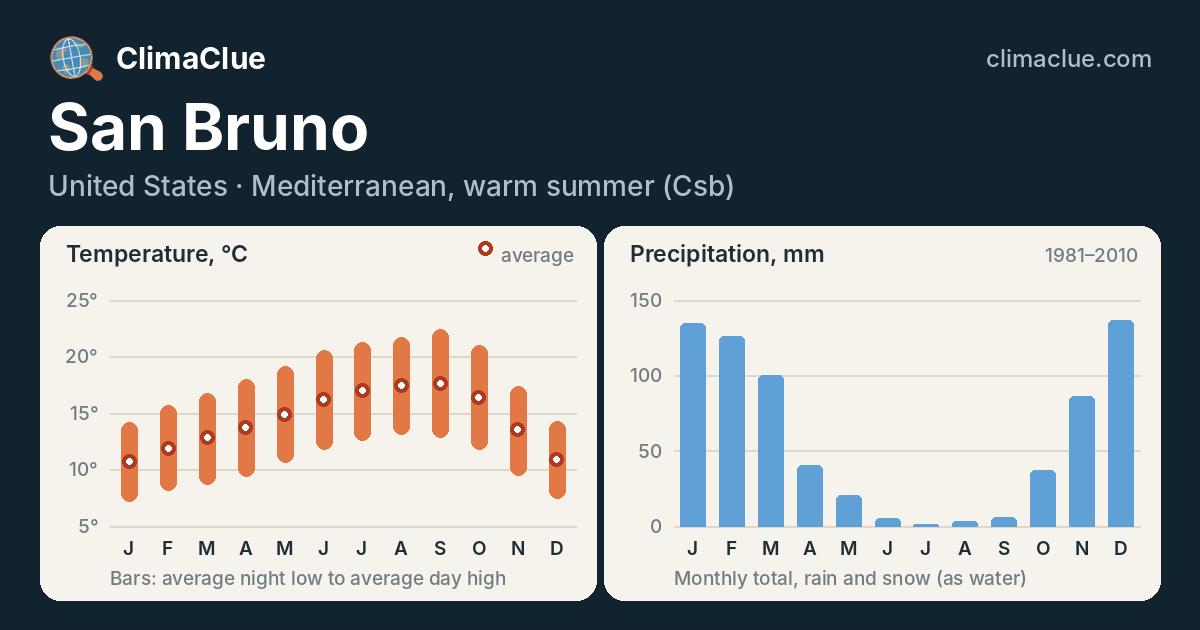 ClimaClue
climaclue.com
San Bruno
United States · Mediterranean, warm summer (Csb)
Temperature, °C
average
25°
20°
15°
10°
5°
J F M A M J J A S O N D
Bars: average night low to average day high
Precipitation, mm
1981–2010
150
100
50
0
J F M A M J J A S O N D
Monthly total, rain and snow (as water)